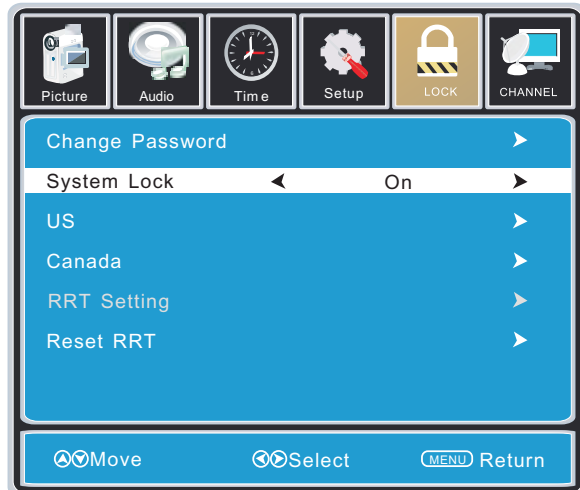 Picture Audio Time Setup LOCK CHANNEL
Change Password
System Lock On
US
Canada
RRT Setting
Reset RRT
Move Select MENU Return